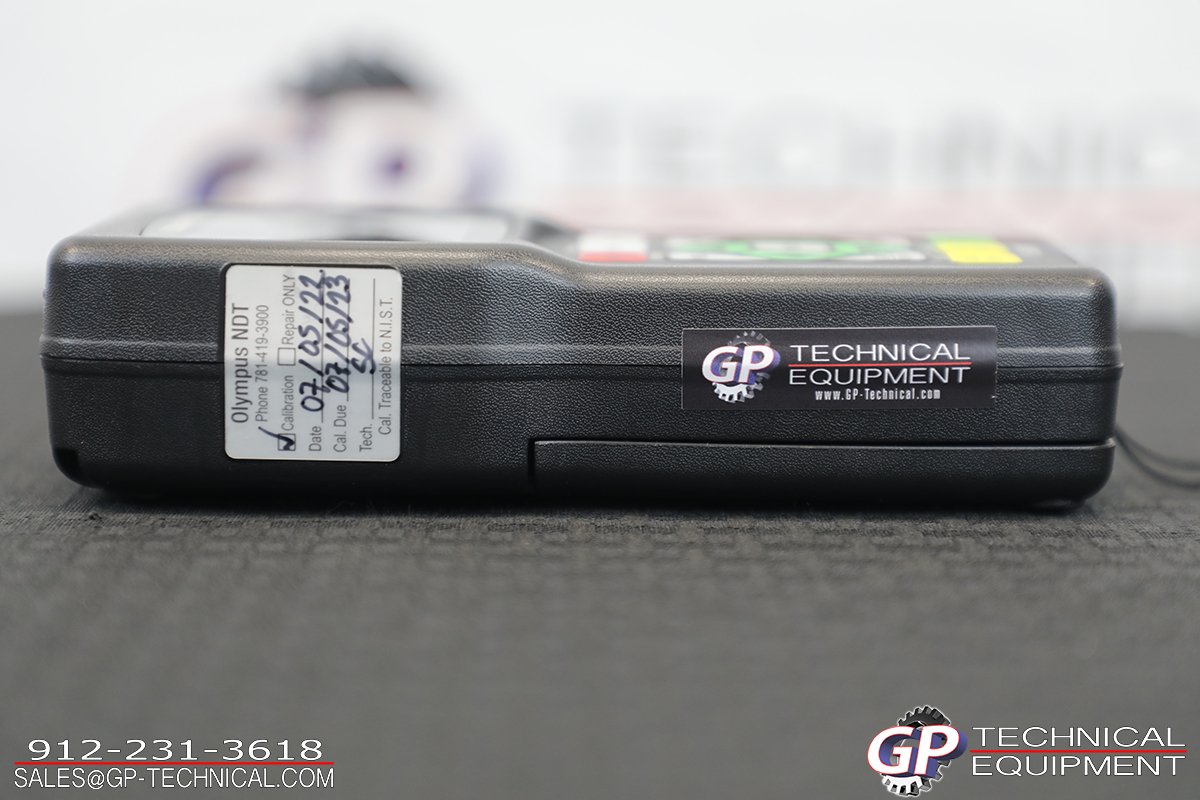 Olympus NDT
Phone 781-419-3900
☑ Calibration ☐ Repair ONLY
Date 07/05/22
Cal. Due 07/05/23
Tech. SC
Cal. Traceable to N.I.S.T.
GP TECHNICAL
EQUIPMENT
www.GP-Technical.com
912-231-3618
SALES@GP-TECHNICAL.COM
GP TECHNICAL
EQUIPMENT